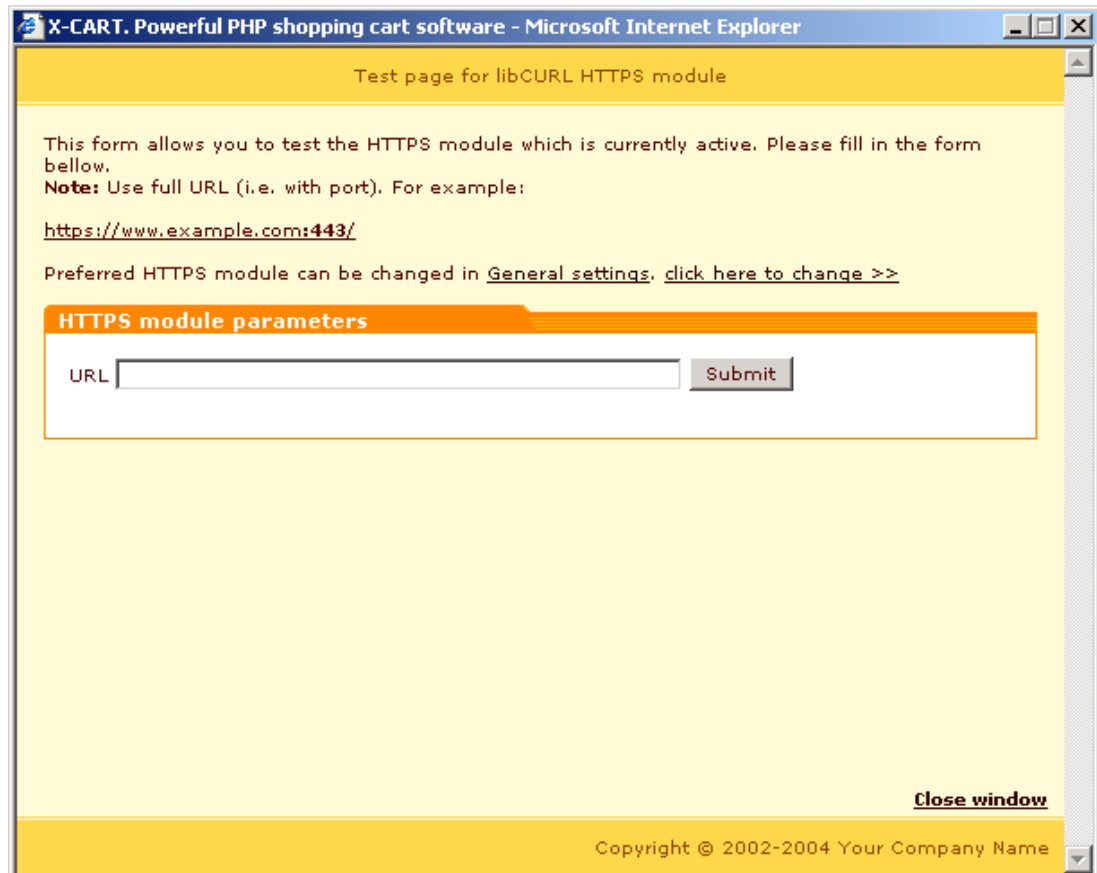 X-CART. Powerful PHP shopping cart software - Microsoft Internet Explorer
Test page for libCURL HTTPS module
This form allows you to test the HTTPS module which is currently active. Please fill in the form
bellow.
Note: Use full URL (i.e. with port). For example:
https://www.example.com:443/
Preferred HTTPS module can be changed in General settings. click here to change >>
HTTPS module parameters
URL Submit
Close window
Copyright © 2002-2004 Your Company Name